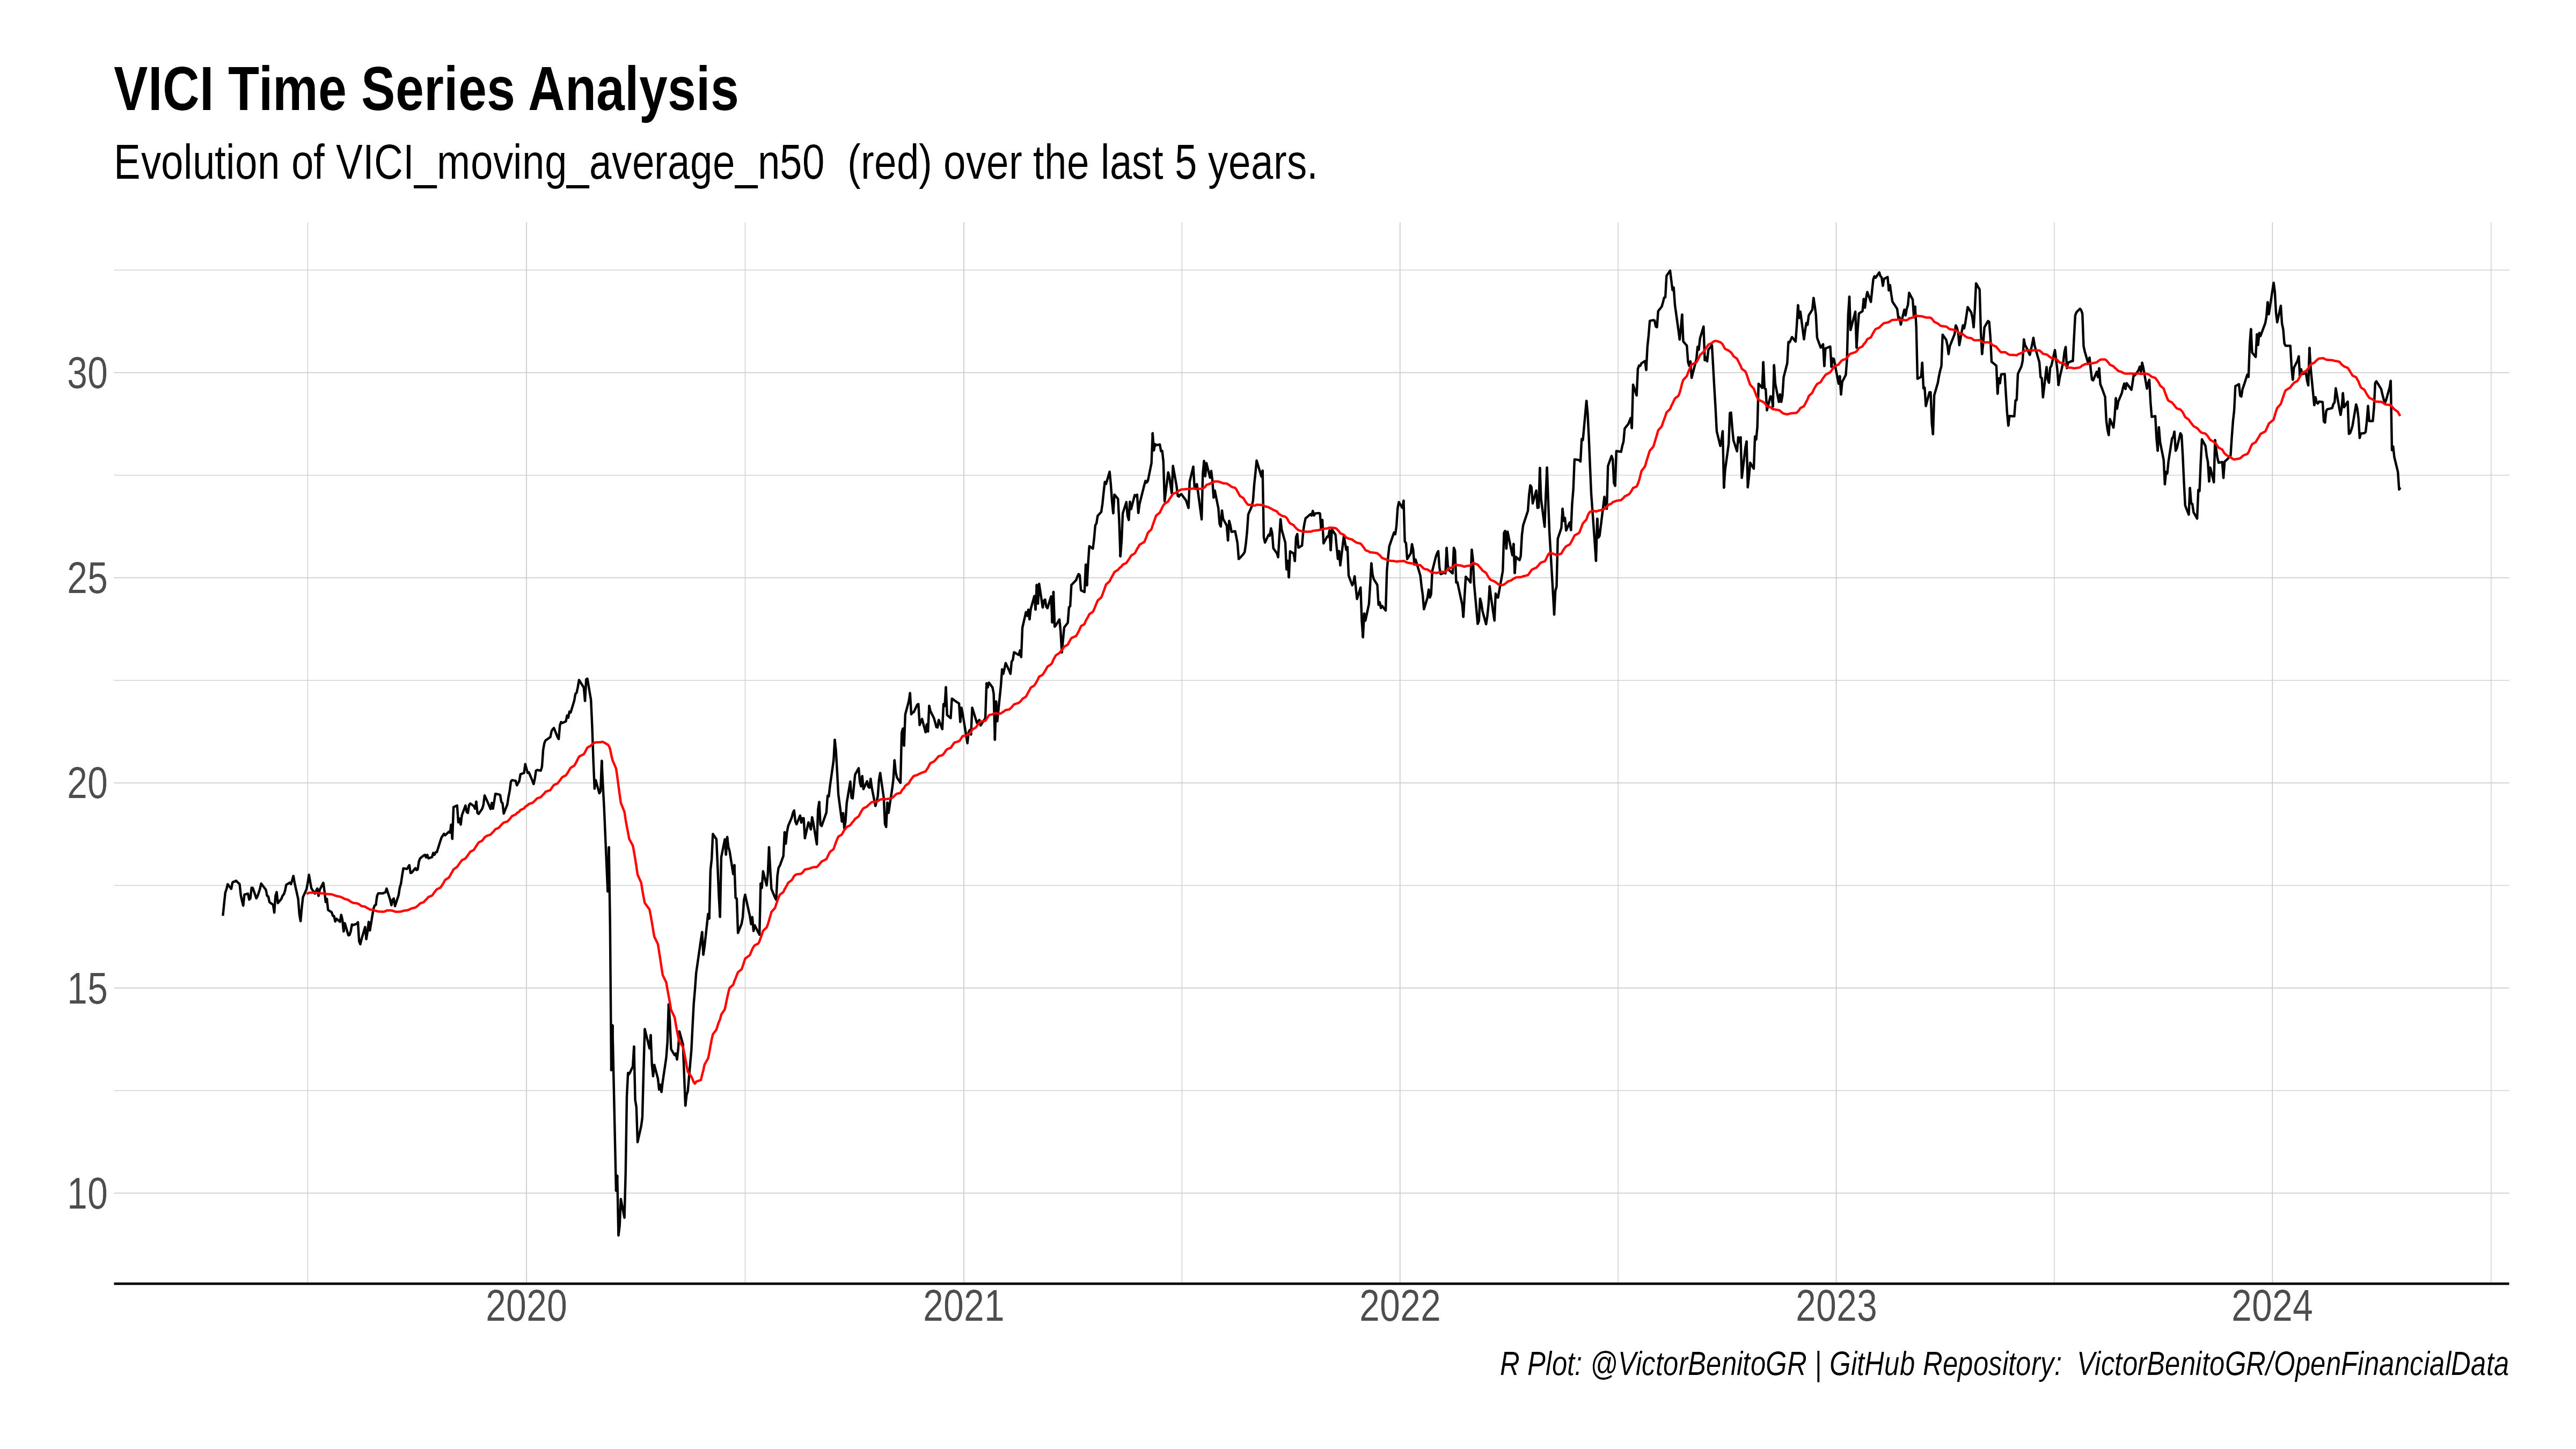 VICI Time Series Analysis
Evolution of VICI_moving_average_n50  (red) over the last 5 years.
30
25
20
15
10
2020 2021 2022 2023 2024
R Plot: @VictorBenitoGR | GitHub Repository:  VictorBenitoGR/OpenFinancialData